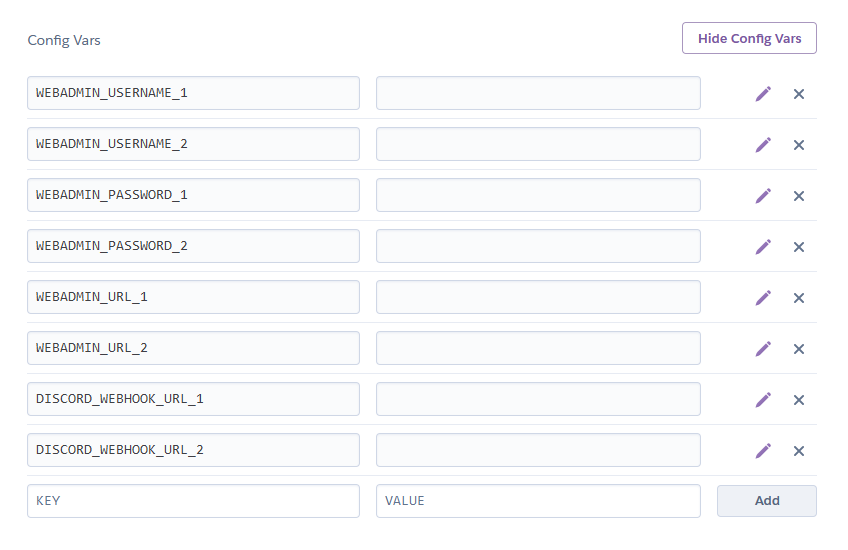 Config Vars
Hide Config Vars
WEBADMIN_USERNAME_1
WEBADMIN_USERNAME_2
WEBADMIN_PASSWORD_1
WEBADMIN_PASSWORD_2
WEBADMIN_URL_1
WEBADMIN_URL_2
DISCORD_WEBHOOK_URL_1
DISCORD_WEBHOOK_URL_2
KEY VALUE Add